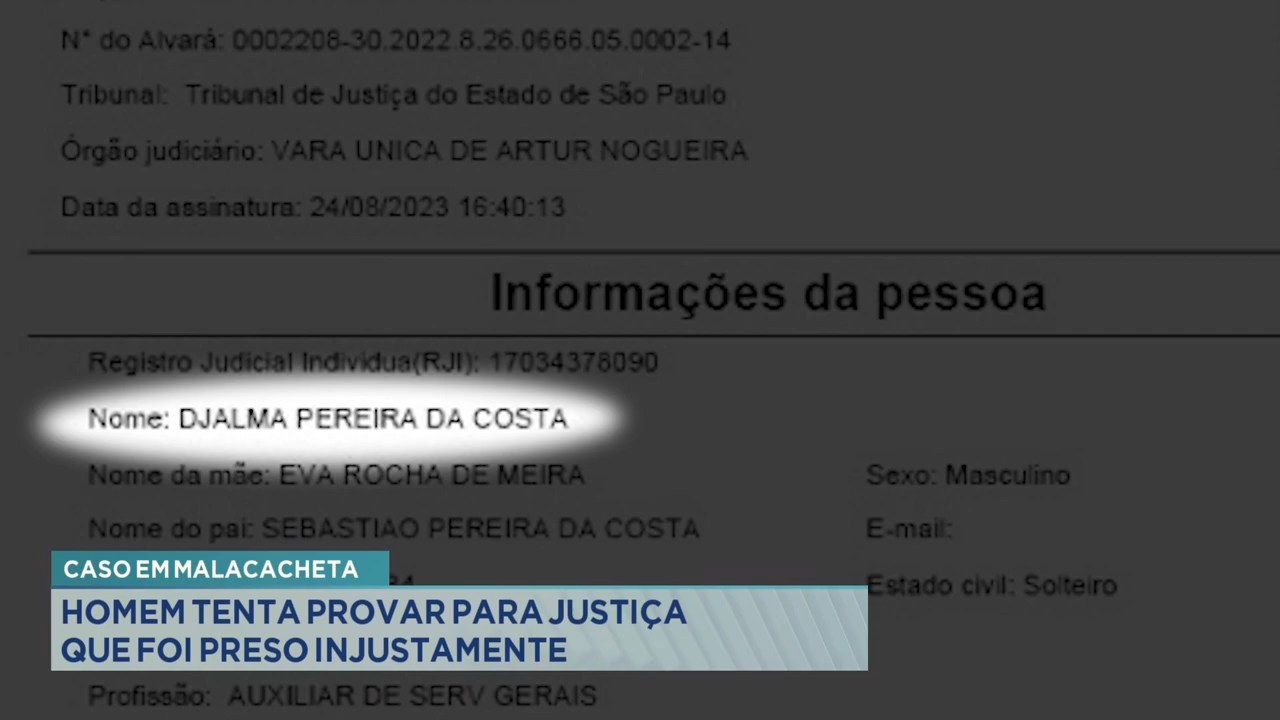 N° do Alvará: 0002208-30.2022.8.26.0666.05.0002-14
Tribunal: Tribunal de Justiça do Estado de São Paulo
Órgão judiciário: VARA UNICA DE ARTUR NOGUEIRA
Data da assinatura: 24/08/2023 16:40:13
Informações da pessoa
Registro Judicial Individua(RJI): 17034378090
Nome: DJALMA PEREIRA DA COSTA
Nome da mãe: EVA ROCHA DE MEIRA Sexo: Masculino
Nome do pai: SEBASTIAO PEREIRA DA COSTA E-mail:
Estado civil: Solteiro
CASO EM MALACACHETA
HOMEM TENTA PROVAR PARA JUSTIÇA
QUE FOI PRESO INJUSTAMENTE
Profissão: AUXILIAR DE SERV GERAIS